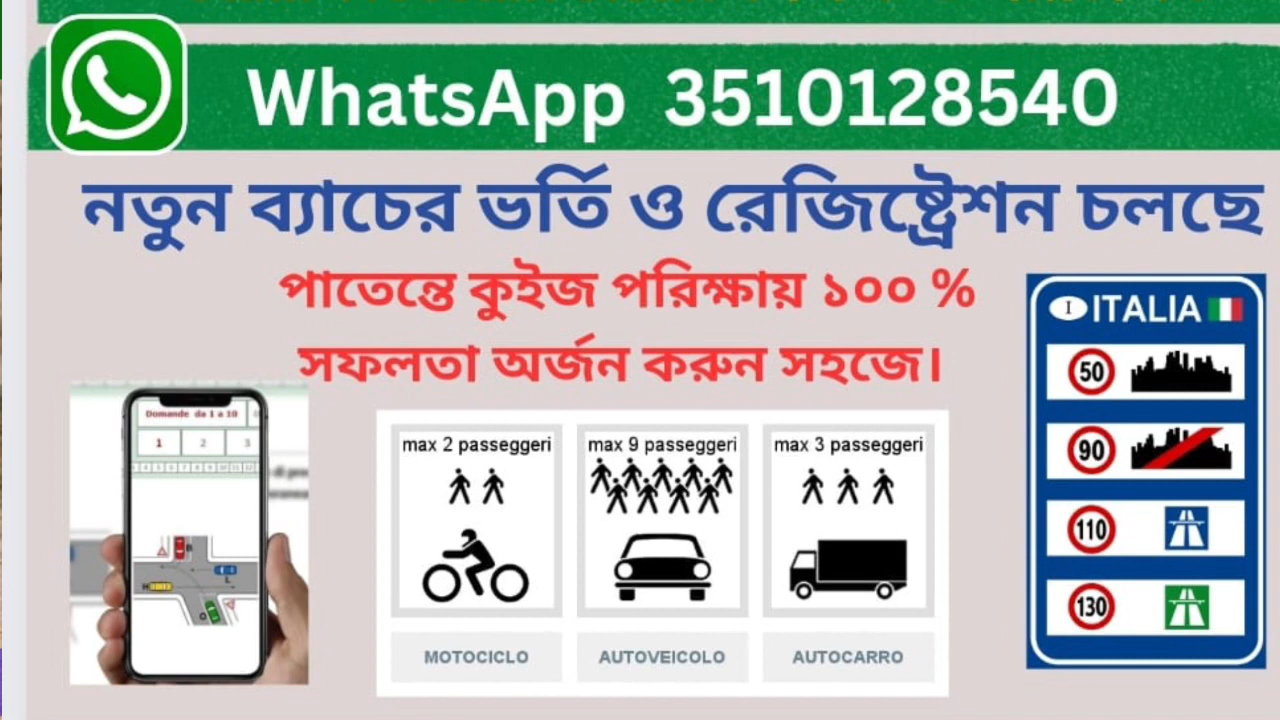 WhatsApp 3510128540
নতুন ব্যাচের ভর্তি ও রেজিষ্ট্রেশন চলছে
পাতেন্তে কুইজ পরিক্ষায় ১০০ %
সফলতা অর্জন করুন সহজে।
I ITALIA
50
90
110
130
Domande da 1 a 10
1 2 3
max 2 passeggeri
max 9 passeggeri
max 3 passeggeri
MOTOCICLO
AUTOVEICOLO
AUTOCARRO